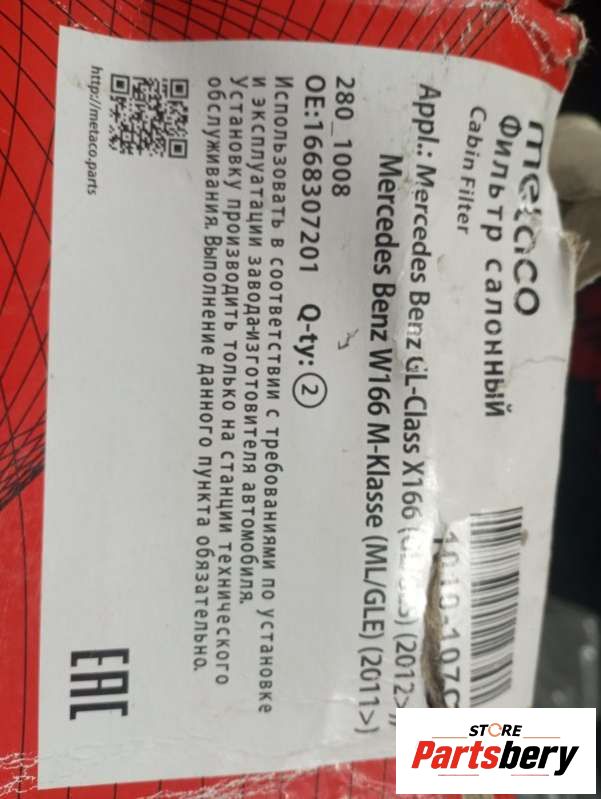 metaco
Фильтр салонный
Cabin Filter
Appl.: Mercedes Benz GL-Class X166 (2012>),
Mercedes Benz W166 M-Klasse (ML/GLE) (2011>)
280_1008
OE:1668307201 Q-ty: 2
Использовать в соответствии с требованиями по установке
и эксплуатации завода-изготовителя автомобиля.
Установку производить только на станции технического
обслуживания. Выполнение данного пункта обязательно.
http://metaco.parts
EAC
STORE
Partsbery